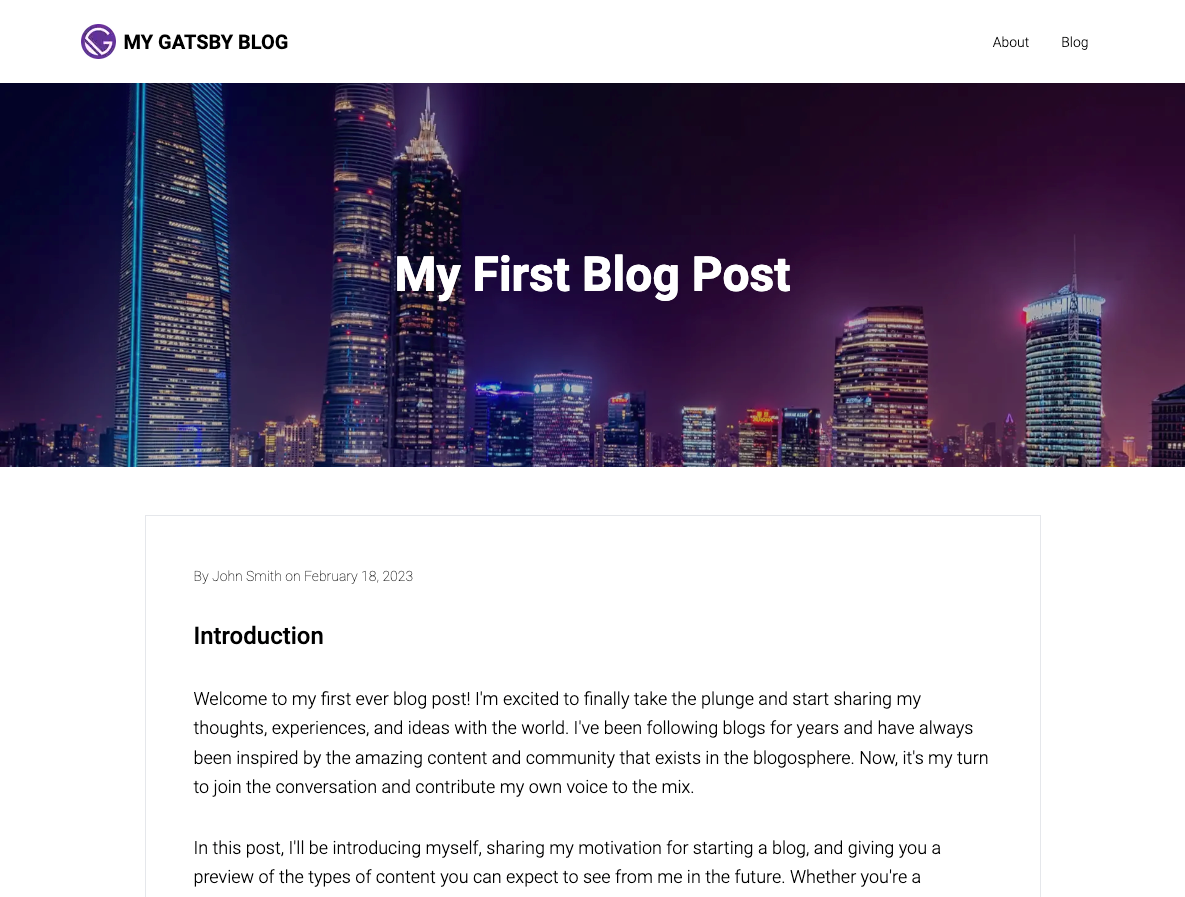 MY GATSBY BLOG
About
Blog
My First Blog Post
By John Smith on February 18, 2023
Introduction
Welcome to my first ever blog post! I'm excited to finally take the plunge and start sharing my
thoughts, experiences, and ideas with the world. I've been following blogs for years and have always
been inspired by the amazing content and community that exists in the blogosphere. Now, it's my turn
to join the conversation and contribute my own voice to the mix.
In this post, I'll be introducing myself, sharing my motivation for starting a blog, and giving you a
preview of the types of content you can expect to see from me in the future. Whether you're a